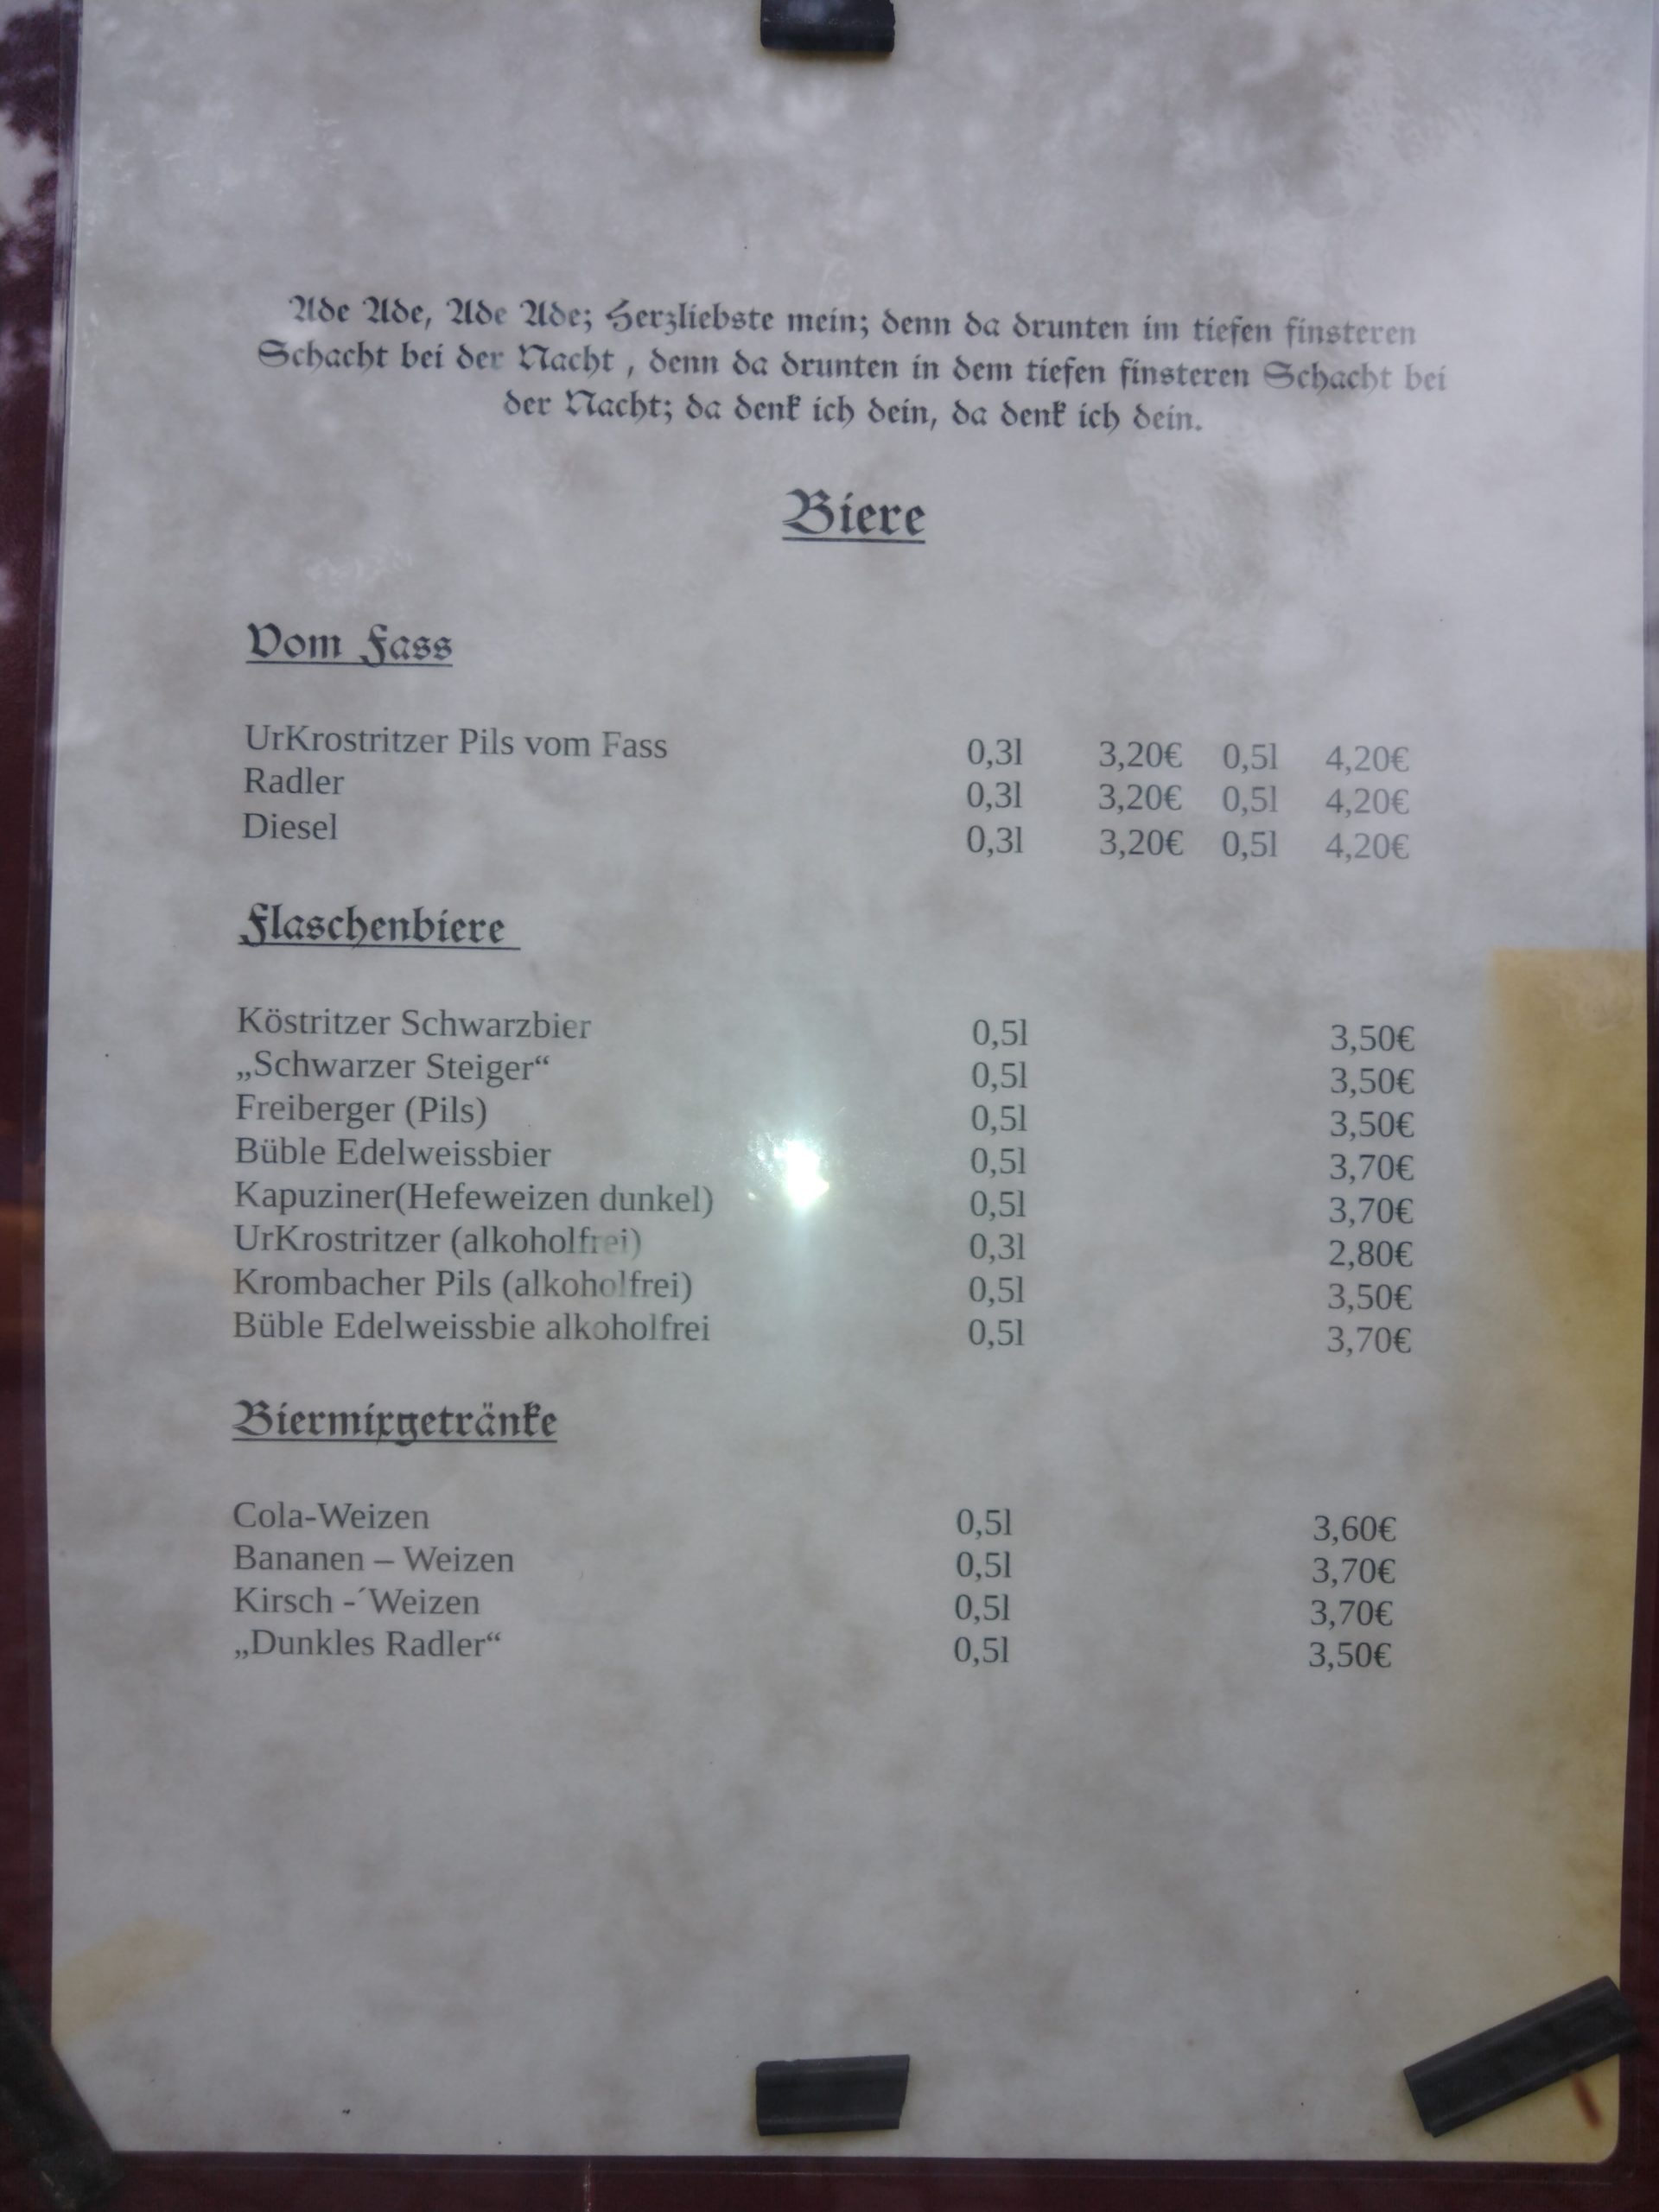 Ade Ade, Ade Ade; Herzliebste mein; denn da drunten im tiefen finsteren
Schacht bei der Nacht , denn da drunten in dem tiefen finsteren Schacht bei
der Nacht; da denk ich dein, da denk ich dein.
Biere
Vom Fass
UrKrostritzer Pils vom Fass 0,3l 3,20€ 0,5l 4,20€
Radler 0,3l 3,20€ 0,5l 4,20€
Diesel 0,3l 3,20€ 0,5l 4,20€
Flaschenbiere
Köstritzer Schwarzbier 0,5l 3,50€
„Schwarzer Steiger“ 0,5l 3,50€
Freiberger (Pils) 0,5l 3,50€
Büble Edelweissbier 0,5l 3,70€
Kapuziner(Hefeweizen dunkel) 0,5l 3,70€
UrKrostritzer (alkoholfrei) 0,3l 2,80€
Krombacher Pils (alkoholfrei) 0,5l 3,50€
Büble Edelweissbie alkoholfrei 0,5l 3,70€
Biermixgetränke
Cola-Weizen 0,5l 3,60€
Bananen – Weizen 0,5l 3,70€
Kirsch -´Weizen 0,5l 3,70€
„Dunkles Radler“ 0,5l 3,50€